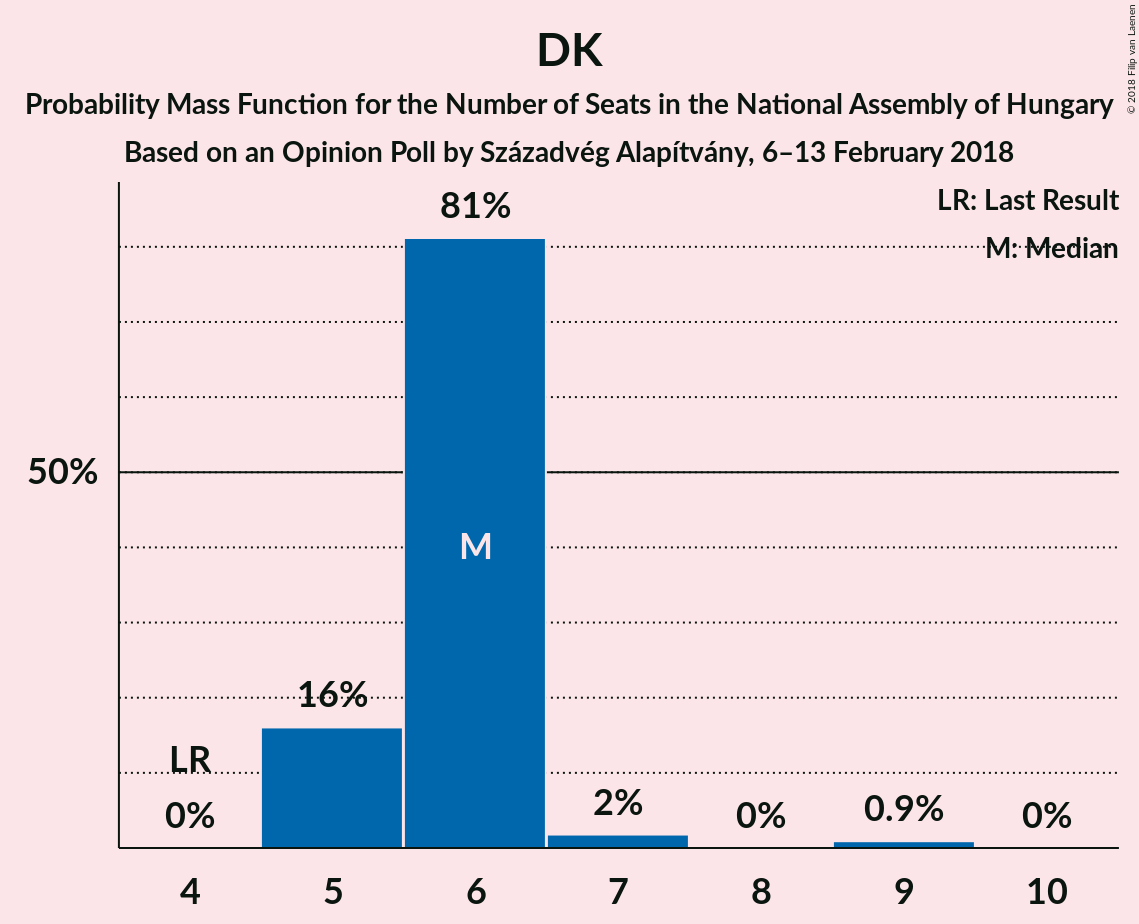 DK
Probability Mass Function for the Number of Seats in the National Assembly of Hungary
Based on an Opinion Poll by Századvég Alapítvány, 6–13 February 2018
© 2018 Filip van Laenen
LR: Last Result
M: Median
81%
50%
M
16%
LR
0%
2%
0%
0.9%
0%
4 5 6 7 8 9 10